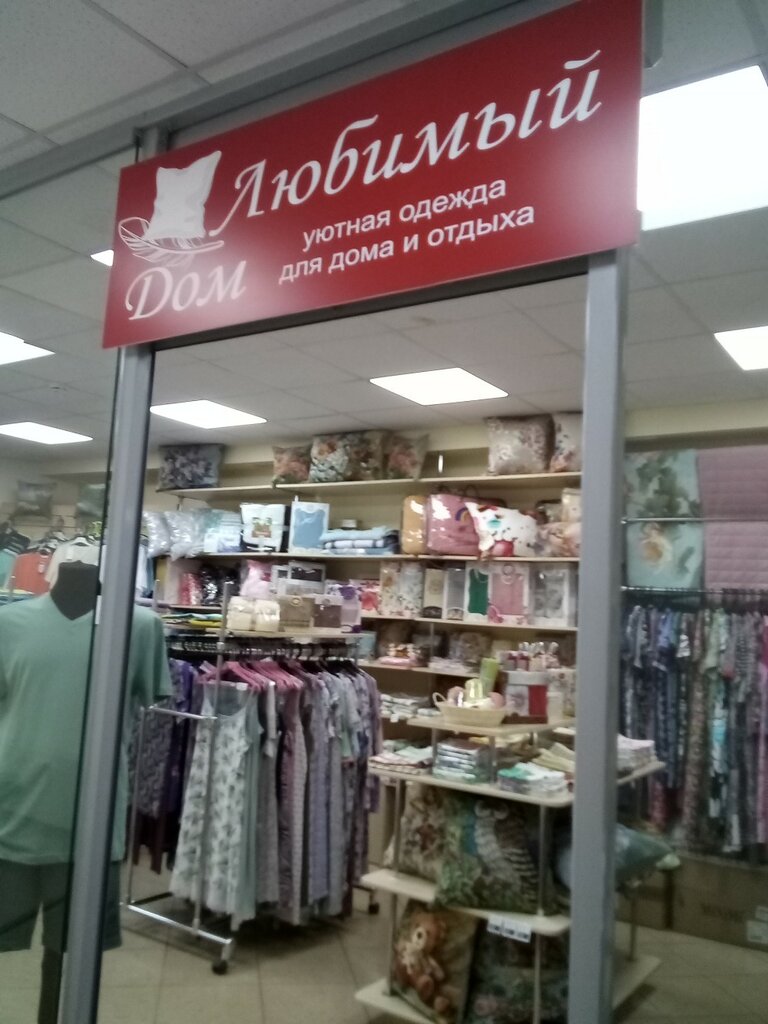 Любимый
Дом
уютная одежда
для дома и отдыха